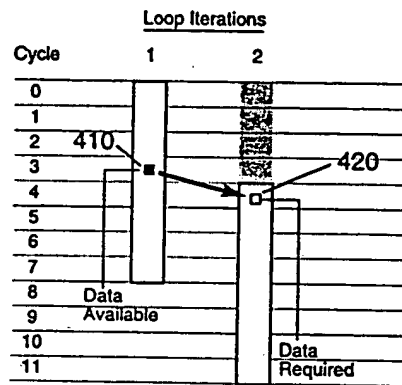 Loop Iterations
Cycle 1 2
0
1
2
410
3
420
4
5
6
7
8
Data
Available
9
10
Data
Required
11